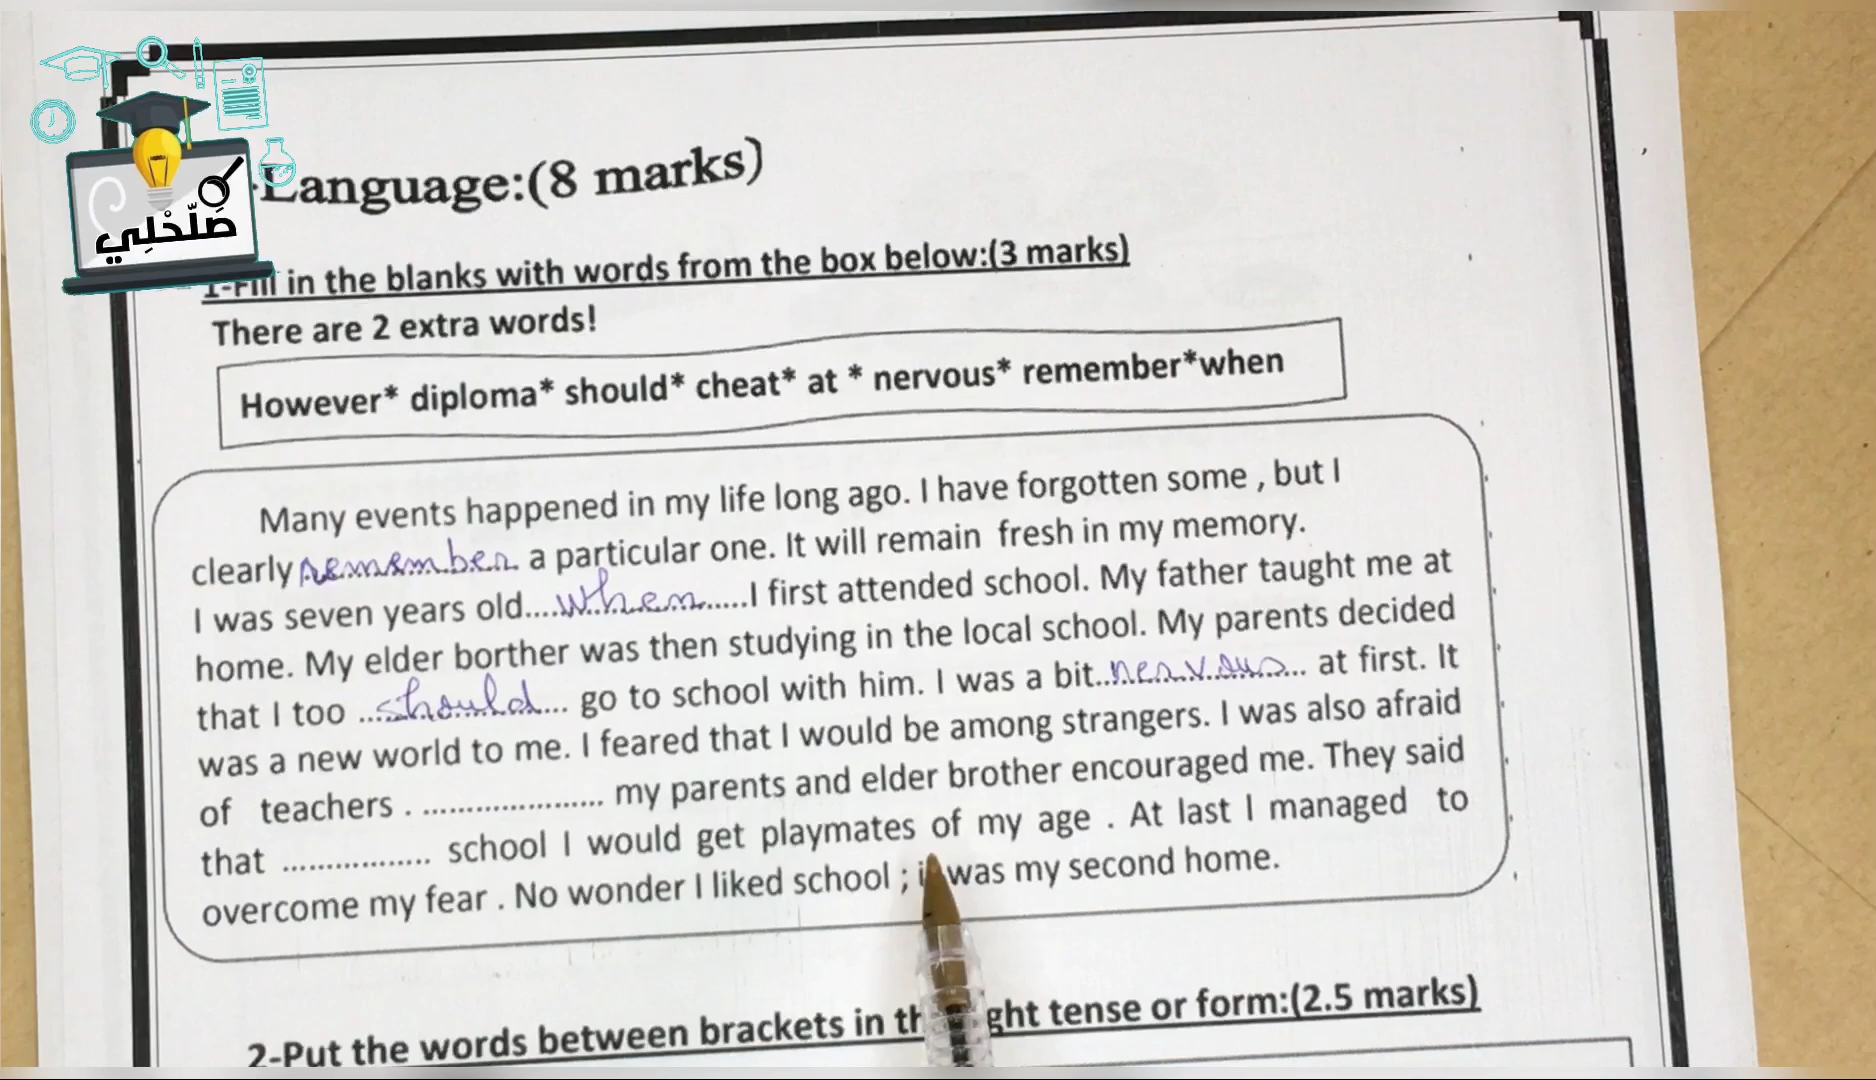 صَلّحْلِي
Language:(8 marks)
1-Fill in the blanks with words from the box below:(3 marks)
There are 2 extra words!
However* diploma* should* cheat* at * nervous* remember*when
Many events happened in my life long ago. I have forgotten some , but I
clearly remember a particular one. It will remain fresh in my memory.
I was seven years old....when.....I first attended school. My father taught me at
home. My elder borther was then studying in the local school. My parents decided
that I too ....should.... go to school with him. I was a bit..nervous... at first. It
was a new world to me. I feared that I would be among strangers. I was also afraid
of teachers . ..................... my parents and elder brother encouraged me. They said
that ................. school I would get playmates of my age . At last I managed to
overcome my fear . No wonder I liked school ; it was my second home.
2-Put the words between brackets in the right tense or form:(2.5 marks)